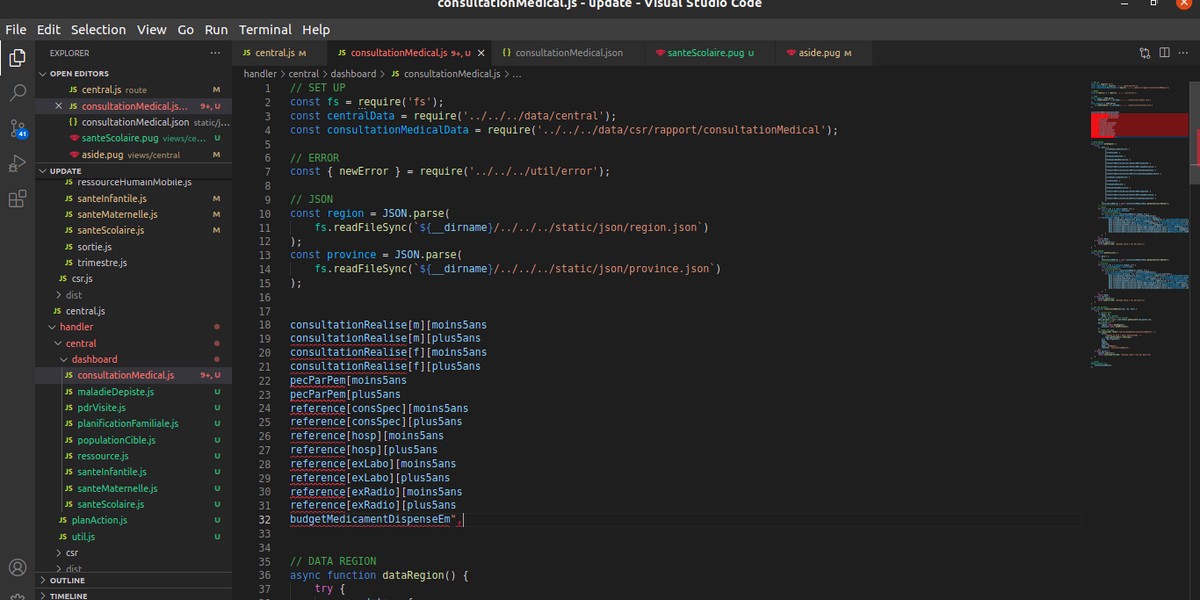 consultationMedical.js - update - Visual Studio Code
File Edit Selection View Go Run Terminal Help
EXPLORER
OPEN EDITORS
JS central.js route M
JS consultationMedical.js... 9+, U
{} consultationMedical.json static/j...
santeScolaire.pug views/ce... U
aside.pug views/central M
UPDATE
JS ressourceHumainMobile.js
JS santeInfantile.js M
JS santeMaternelle.js M
JS santeScolaire.js M
JS sortie.js
JS trimestre.js
JS csr.js
dist
JS central.js
handler
central
dashboard
JS consultationMedical.js 9+, U
JS maladieDepiste.js U
JS pdrVisite.js U
JS planificationFamiliale.js U
JS populationCible.js U
JS ressource.js U
JS santeInfantile.js U
JS santeMaternelle.js U
JS santeScolaire.js U
JS planAction.js U
JS util.js U
csr
dist
OUTLINE
TIMELINE
41
JS central.js M
JS consultationMedical.js 9+, U
{} consultationMedical.json
santeScolaire.pug U
aside.pug M
handler > central > dashboard > JS consultationMedical.js > ...
1 // SET UP
2 const fs = require('fs');
3 const centralData = require('../../../data/central');
4 const consultationMedicalData = require('../../../data/csr/rapport/consultationMedical');
5
6 // ERROR
7 const { newError } = require('../../../util/error');
8
9 // JSON
10 const region = JSON.parse(
11 fs.readFileSync(`${__dirname}/../../../static/json/region.json`)
12 );
13 const province = JSON.parse(
14 fs.readFileSync(`${__dirname}/../../../static/json/province.json`)
15 );
16
17
18 consultationRealise[m][moins5ans
19 consultationRealise[m][plus5ans
20 consultationRealise[f][moins5ans
21 consultationRealise[f][plus5ans
22 pecParPem[moins5ans
23 pecParPem[plus5ans
24 reference[consSpec][moins5ans
25 reference[consSpec][plus5ans
26 reference[hosp][moins5ans
27 reference[hosp][plus5ans
28 reference[exLabo][moins5ans
29 reference[exLabo][plus5ans
30 reference[exRadio][moins5ans
31 reference[exRadio][plus5ans
32 budgetMedicamentDispenseEm",
33
34
35 // DATA REGION
36 async function dataRegion() {
37 try {